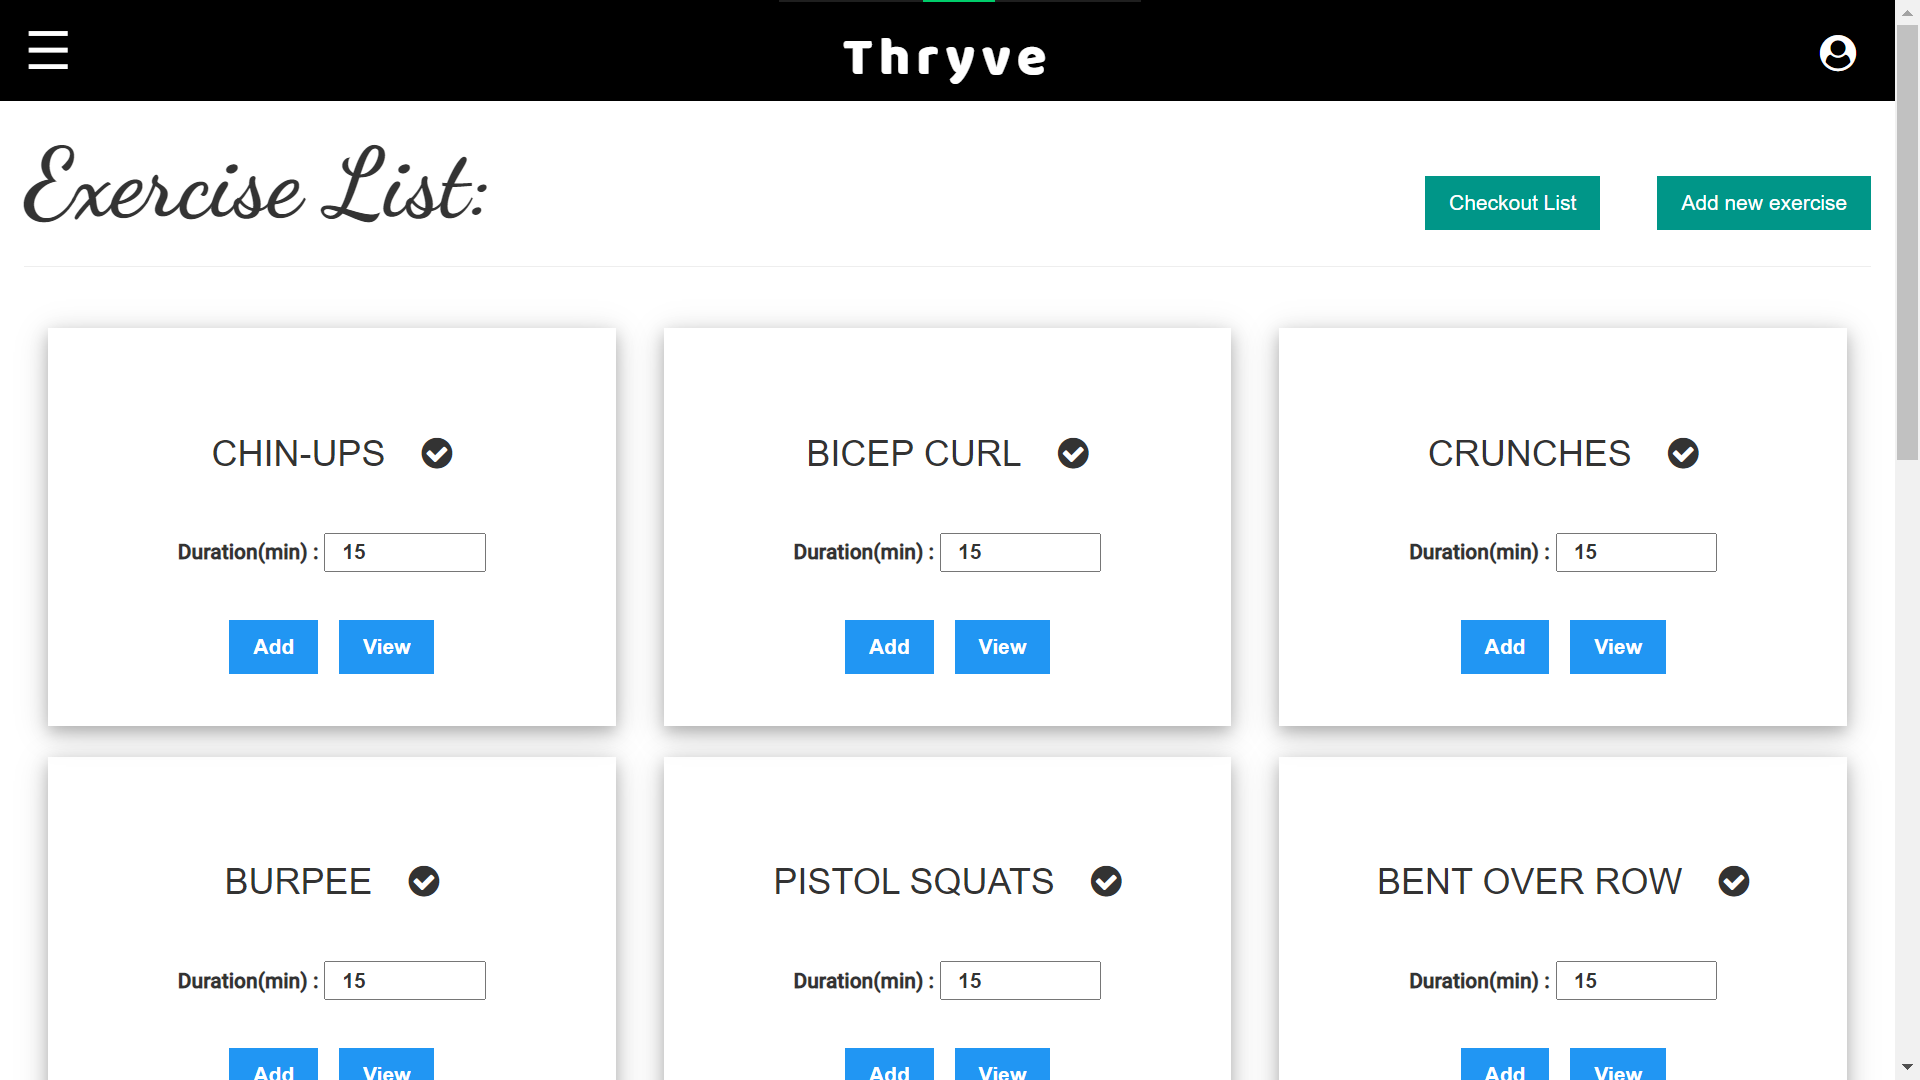 Thryve
Exercise List:
Checkout List Add new exercise
CHIN-UPS BICEP CURL CRUNCHES
Duration(min) : 15 Duration(min) : 15 Duration(min) : 15
Add View Add View Add View
BURPEE PISTOL SQUATS BENT OVER ROW
Duration(min) : 15 Duration(min) : 15 Duration(min) : 15
Add View Add View Add View